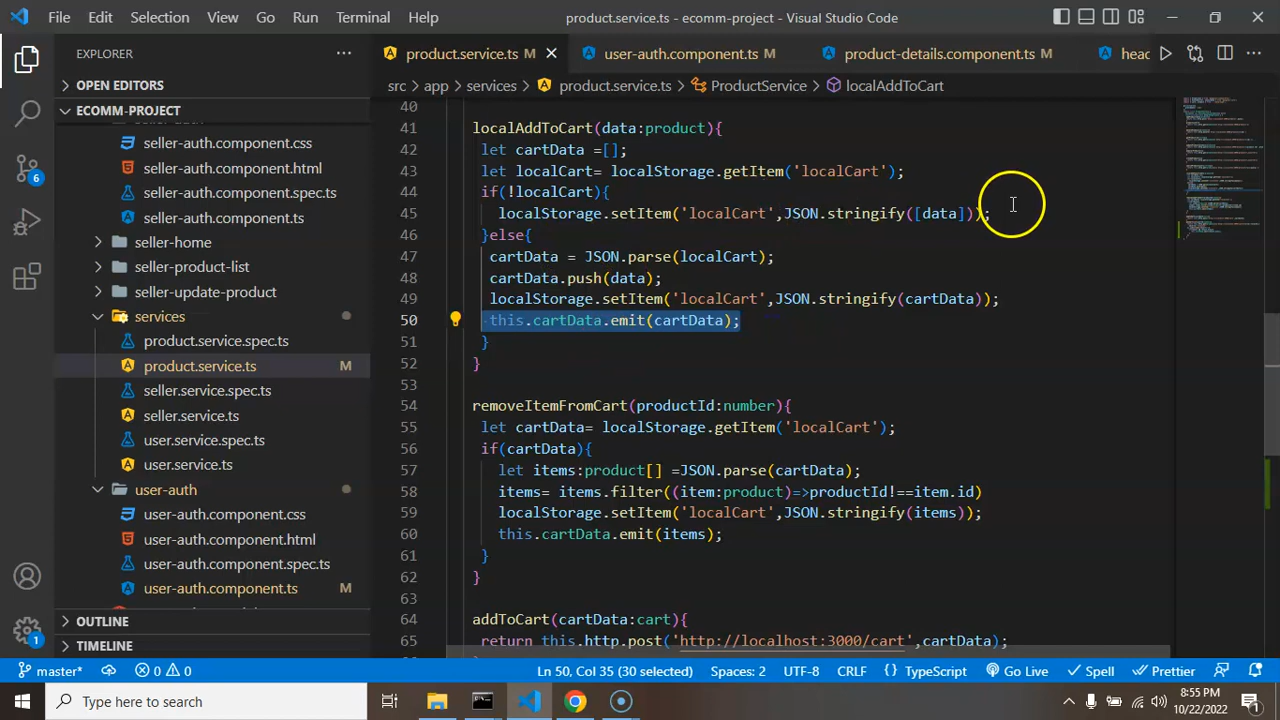 File Edit Selection View Go Run Terminal Help product.service.ts - ecomm-project - Visual Studio Code
EXPLORER
OPEN EDITORS
ECOMM-PROJECT
seller-auth.component.css
seller-auth.component.html
seller-auth.component.spec.ts
seller-auth.component.ts
seller-home
seller-product-list
seller-update-product
services
product.service.spec.ts
product.service.ts M
seller.service.spec.ts
seller.service.ts
user.service.spec.ts
user.service.ts
user-auth
user-auth.component.css
user-auth.component.html
user-auth.component.spec.ts
user-auth.component.ts M
OUTLINE
TIMELINE
6
1
product.service.ts M user-auth.component.ts M product-details.component.ts M heac
src > app > services > product.service.ts > ProductService > localAddToCart
40
41 localAddToCart(data:product){
42 let cartData =[];
43 let localCart= localStorage.getItem('localCart');
44 if(!localCart){
45 localStorage.setItem('localCart',JSON.stringify([data]));
46 }else{
47 cartData = JSON.parse(localCart);
48 cartData.push(data);
49 localStorage.setItem('localCart',JSON.stringify(cartData));
50 this.cartData.emit(cartData);
51 }
52 }
53
54 removeItemFromCart(productId:number){
55 let cartData= localStorage.getItem('localCart');
56 if(cartData){
57 let items:product[] =JSON.parse(cartData);
58 items= items.filter((item:product)=>productId!==item.id)
59 localStorage.setItem('localCart',JSON.stringify(items));
60 this.cartData.emit(items);
61 }
62 }
63
64 addToCart(cartData:cart){
65 return this.http.post('http://localhost:3000/cart',cartData);
master* 0 0 Ln 50, Col 35 (30 selected) Spaces: 2 UTF-8 CRLF { } TypeScript Go Live Spell Prettier
Type here to search
8:55 PM
10/22/2022
1